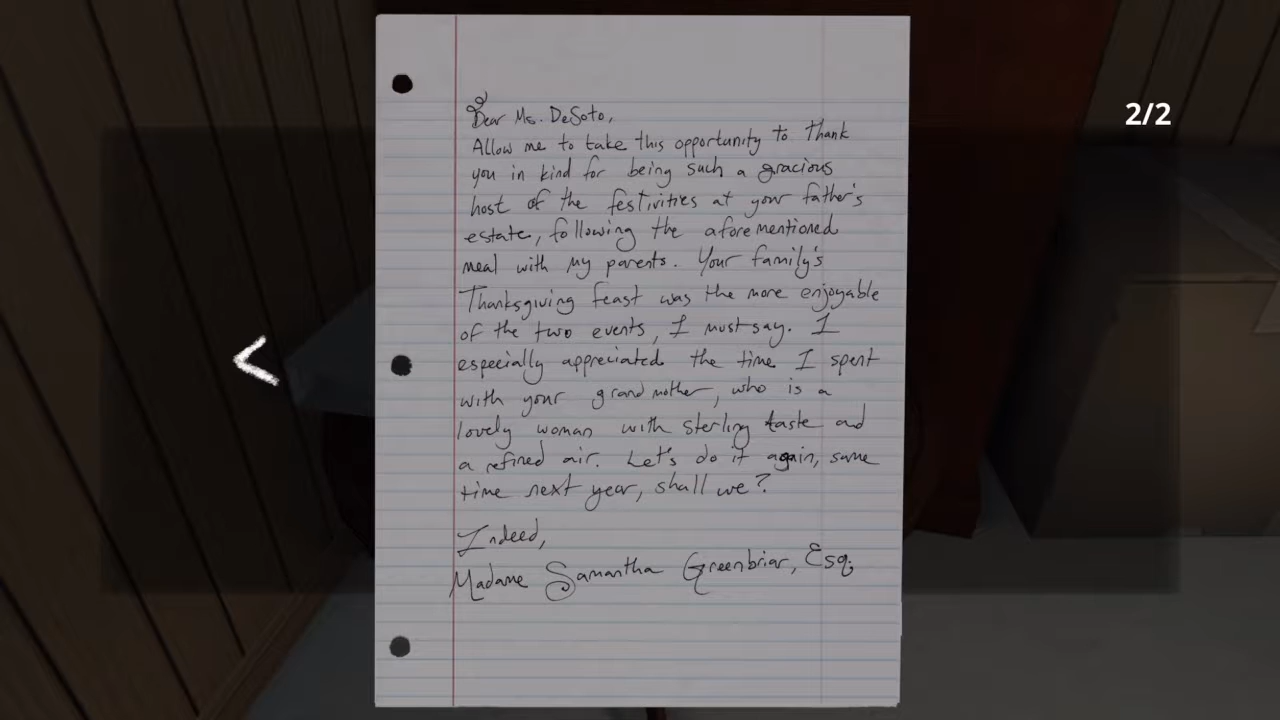 2/2
Dear Ms. DeSoto,
Allow me to take this opportunity to thank
you in kind for being such a gracious
host of the festivities at your father's
estate, following the aforementioned
meal with my parents. Your family's
Thanksgiving feast was the more enjoyable
of the two events, I must say. I
especially appreciated the time I spent
with your grandmother, who is a
lovely woman with sterling taste and
a refined air. Let's do it again, same
time next year, shall we?
Indeed,
Madame Samantha Greenbriar, Esq.